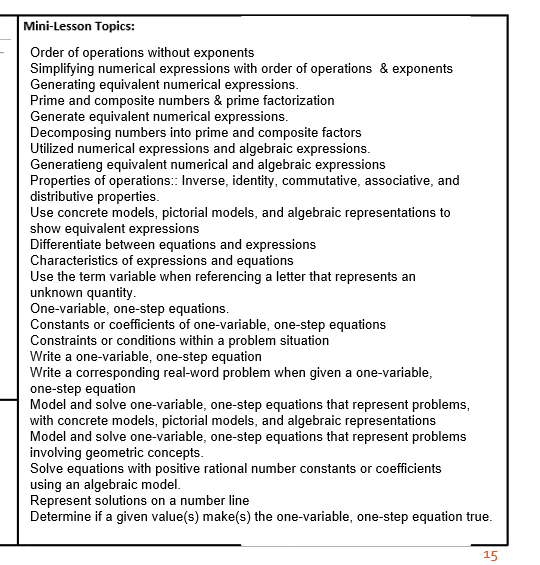 Mini-Lesson Topics:
Order of operations without exponents
Simplifying numerical expressions with order of operations & exponents
Generating equivalent numerical expressions.
Prime and composite numbers & prime factorization
Generate equivalent numerical expressions.
Decomposing numbers into prime and composite factors
Utilized numerical expressions and algebraic expressions.
Generatieng equivalent numerical and algebraic expressions
Properties of operations:: Inverse, identity, commutative, associative, and
distributive properties.
Use concrete models, pictorial models, and algebraic representations to
show equivalent expressions
Differentiate between equations and expressions
Characteristics of expressions and equations
Use the term variable when referencing a letter that represents an
unknown quantity.
One-variable, one-step equations.
Constants or coefficients of one-variable, one-step equations
Constraints or conditions within a problem situation
Write a one-variable, one-step equation
Write a corresponding real-word problem when given a one-variable,
one-step equation
Model and solve one-variable, one-step equations that represent problems,
with concrete models, pictorial models, and algebraic representations
Model and solve one-variable, one-step equations that represent problems
involving geometric concepts.
Solve equations with positive rational number constants or coefficients
using an algebraic model.
Represent solutions on a number line
Determine if a given value(s) make(s) the one-variable, one-step equation true.
15